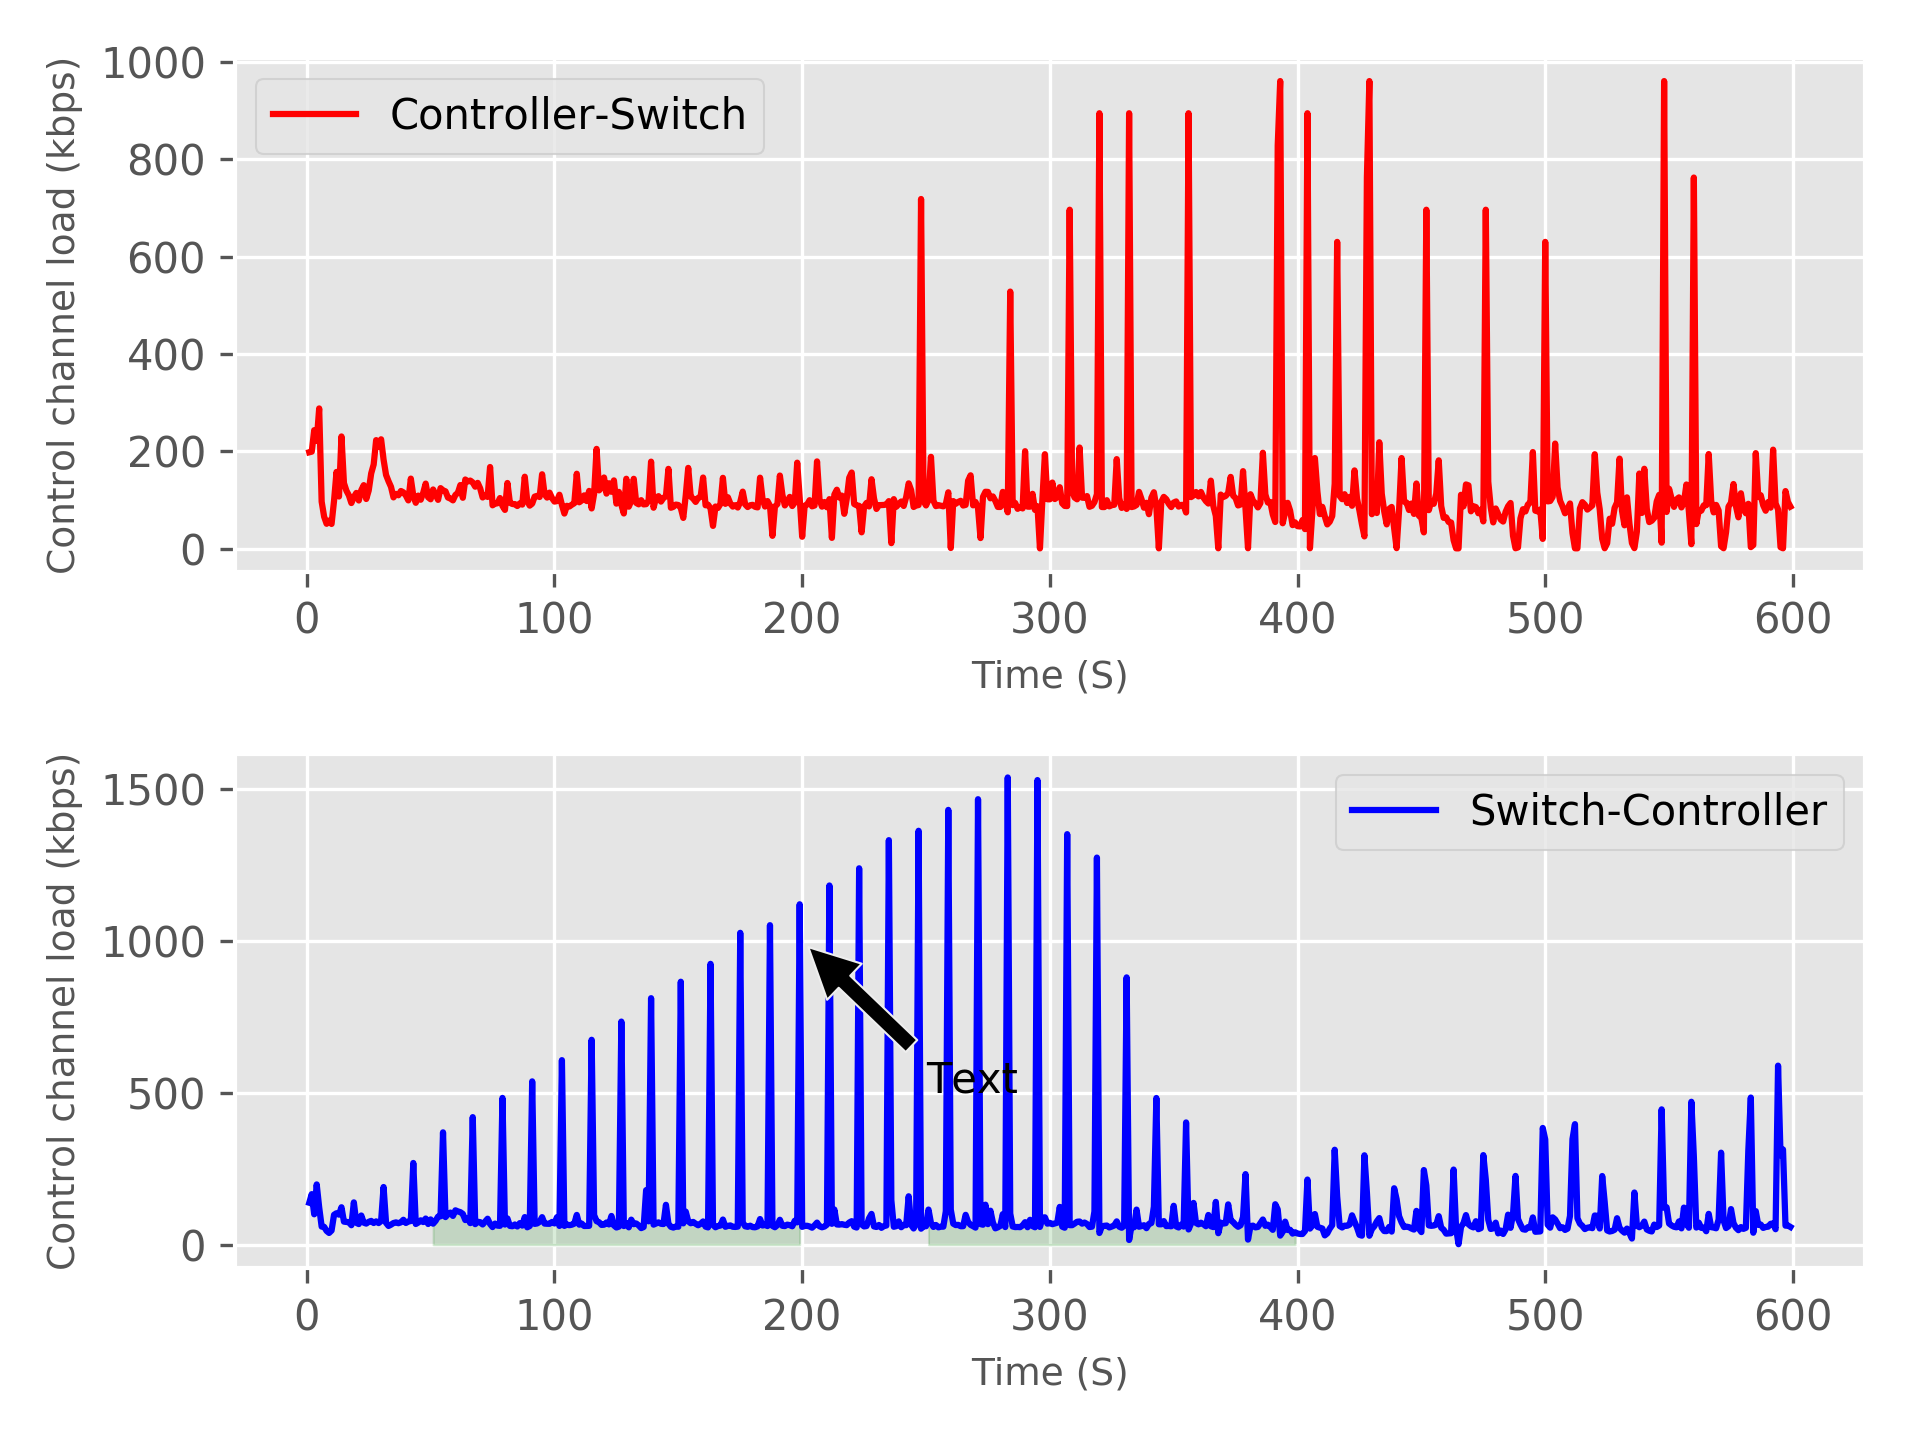 Control channel load (kbps)
1000
800
600
400
200
0
Controller-Switch
0 100 200 300 400 500 600
Time (S)
Control channel load (kbps)
1500
1000
500
0
Switch-Controller
Text
0 100 200 300 400 500 600
Time (S)